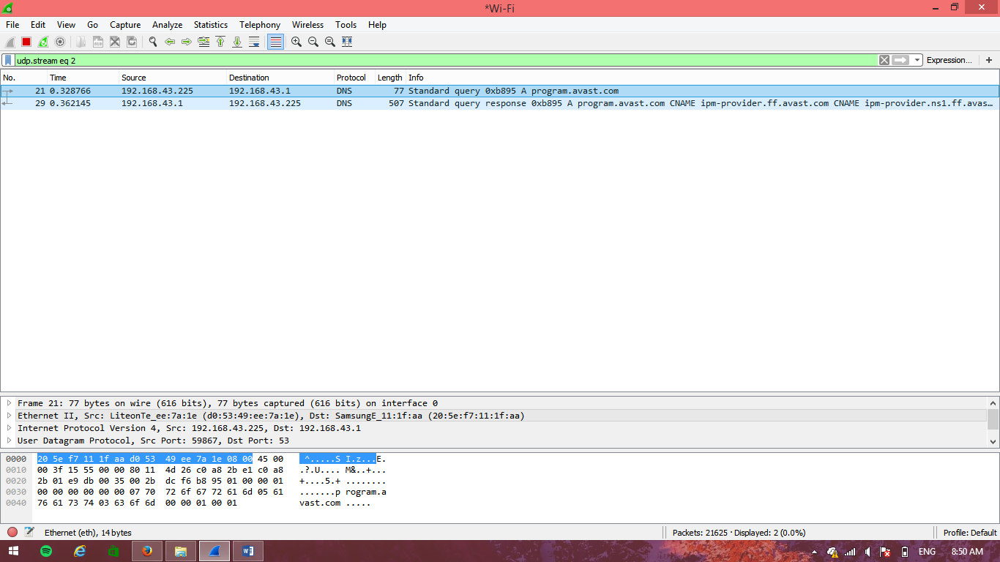 *Wi-Fi
File Edit View Go Capture Analyze Statistics Telephony Wireless Tools Help
udp.stream eq 2 Expression... +
No. Time Source Destination Protocol Length Info
21 0.328766 192.168.43.225 192.168.43.1 DNS 77 Standard query 0xb895 A program.avast.com
29 0.362145 192.168.43.1 192.168.43.225 DNS 507 Standard query response 0xb895 A program.avast.com CNAME ipm-provider.ff.avast.com CNAME ipm-provider.ns1.ff.avas…
Frame 21: 77 bytes on wire (616 bits), 77 bytes captured (616 bits) on interface 0
Ethernet II, Src: LiteonTe_ee:7a:1e (d0:53:49:ee:7a:1e), Dst: SamsungE_11:1f:aa (20:5e:f7:11:1f:aa)
Internet Protocol Version 4, Src: 192.168.43.225, Dst: 192.168.43.1
User Datagram Protocol, Src Port: 59867, Dst Port: 53
0000 20 5e f7 11 1f aa d0 53 49 ee 7a 1e 08 00 45 00 ^.....S I.z...E.
0010 00 3f 15 55 00 00 80 11 4d 26 c0 a8 2b e1 c0 a8 .?.U.... M&..+...
0020 2b 01 e9 db 00 35 00 2b dc f6 b8 95 01 00 00 01 +....5.+ ........
0030 00 00 00 00 00 00 07 70 72 6f 67 72 61 6d 05 61 .......p rogram.a
0040 76 61 73 74 03 63 6f 6d 00 00 01 00 01 vast.com .....
Ethernet (eth), 14 bytes Packets: 21625 · Displayed: 2 (0.0%) Profile: Default
ENG 8:50 AM